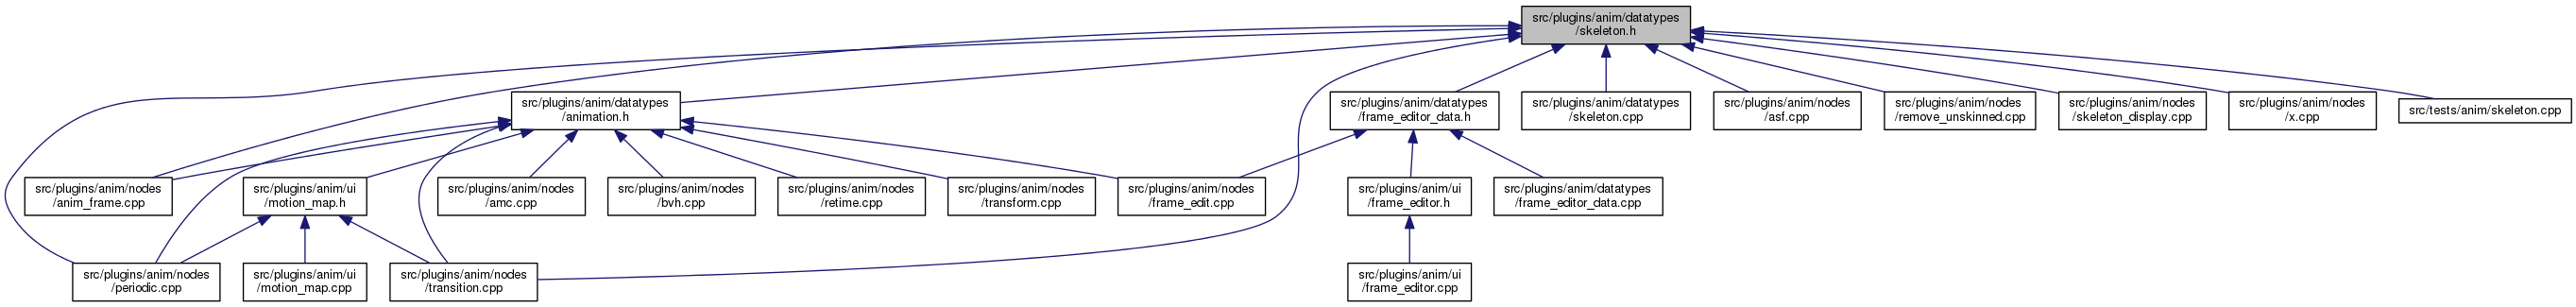 src/plugins/anim/datatypes
/skeleton.h
src/plugins/anim/datatypes
/animation.h
src/plugins/anim/datatypes
/frame_editor_data.h
src/plugins/anim/datatypes
/skeleton.cpp
src/plugins/anim/nodes
/asf.cpp
src/plugins/anim/nodes
/remove_unskinned.cpp
src/plugins/anim/nodes
/skeleton_display.cpp
src/plugins/anim/nodes
/x.cpp
src/tests/anim/skeleton.cpp
src/plugins/anim/nodes
/anim_frame.cpp
src/plugins/anim/ui
/motion_map.h
src/plugins/anim/nodes
/amc.cpp
src/plugins/anim/nodes
/bvh.cpp
src/plugins/anim/nodes
/retime.cpp
src/plugins/anim/nodes
/transform.cpp
src/plugins/anim/nodes
/frame_edit.cpp
src/plugins/anim/ui
/frame_editor.h
src/plugins/anim/datatypes
/frame_editor_data.cpp
src/plugins/anim/nodes
/periodic.cpp
src/plugins/anim/ui
/motion_map.cpp
src/plugins/anim/nodes
/transition.cpp
src/plugins/anim/ui
/frame_editor.cpp